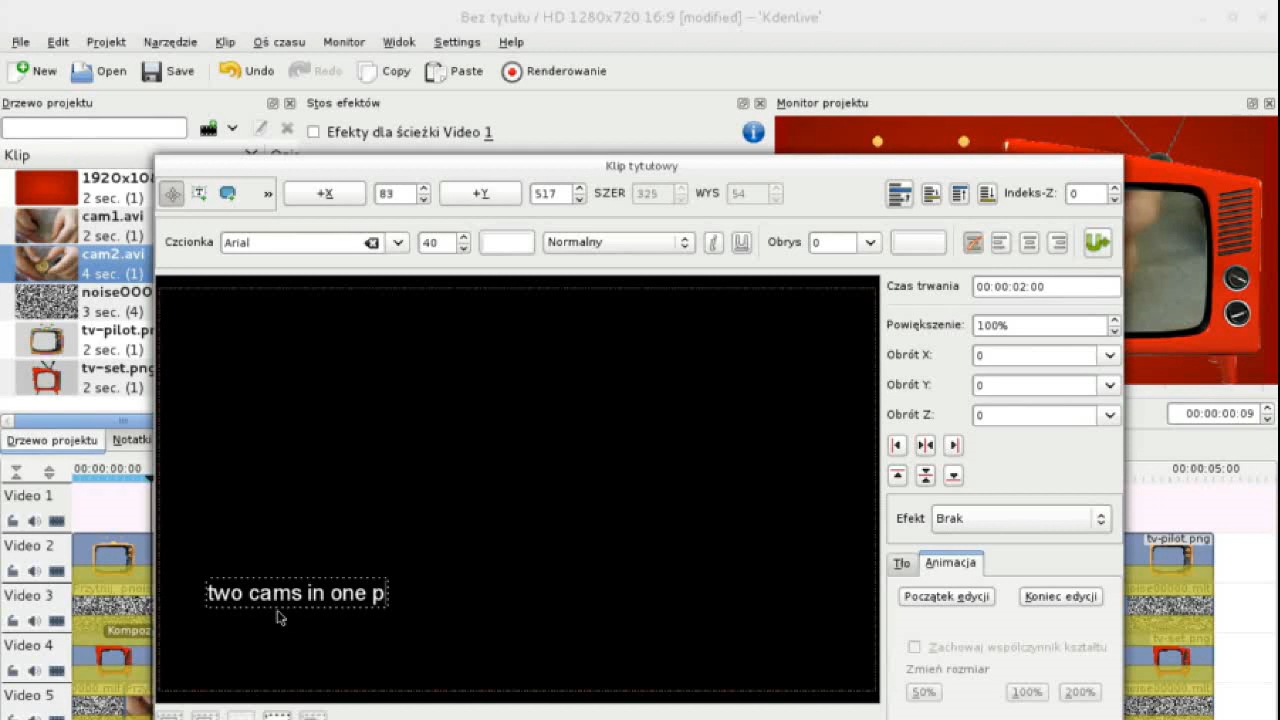 Bez tytułu / HD 1280x720 16:9 [modified] – 'Kdenlive'
File Edit Projekt Narzędzie Klip Oś czasu Monitor Widok Settings Help
New Open Save Undo Redo Copy Paste Renderowanie
Drzewo projektu Stos efektów Monitor projektu
Efekty dla ścieżki Video 1
Klip
Klip tytułowy
+X 83 +Y 517 SZER 325 WYS 54 Indeks-Z: 0
Czcionka Arial 40 Normalny Obrys 0
1920x108
2 sec. (1)
cam1.avi
2 sec. (1)
cam2.avi
4 sec. (1)
noise000
3 sec. (4)
tv-pilot.pn
2 sec. (1)
tv-set.png
2 sec. (1)
Czas trwania 00:00:02:00
Powiększenie: 100%
Obrót X: 0
Obrót Y: 0
Obrót Z: 0
00:00:00:09
Drzewo projektu Notatki
00:00:00:00 00:00:05:00
Efekt Brak
Tło Animacja
Początek edycji Koniec edycji
Zachowaj współczynnik kształtu
Zmień rozmiar
50% 100% 200%
two cams in one p
Video 1
Video 2
Video 3
Video 4
Video 5
Kompoz
tv-pilot.png
tv-set.png